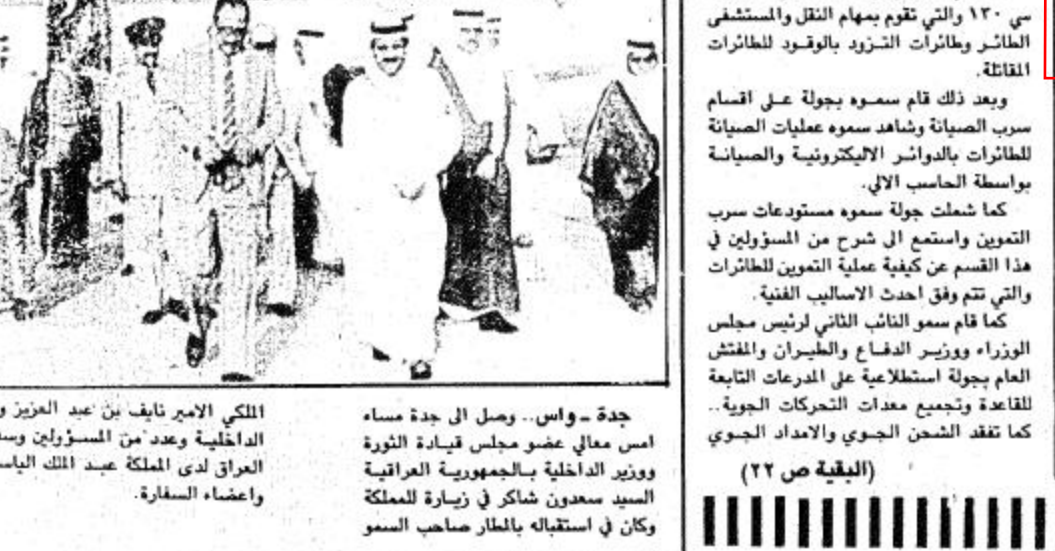 سي ١٣٠ والتي تقوم بمهام النقل والمستشفى
الطائر وطائرات التزود بالوقود للطائرات
المقاتلة.
وبعد ذلك قام سموه بجولة على اقسام
سرب الصيانة وشاهد سموه عمليات الصيانة
للطائرات بالدوائر الاليكترونية والصيانة
بواسطة الحاسب الالي.
كما شملت جولة سموه مستودعات سرب
التموين واستمع الى شرح من المسؤولين في
هذا القسم عن كيفية عملية التموين للطائرات
والتي تتم وفق احدث الاساليب الفنية.
كما قام سمو النائب الثاني لرئيس مجلس
الوزراء ووزير الدفاع والطيران والمفتش
العام بجولة استطلاعية على المدرعات التابعة
للقاعدة وتجميع معدات التحركات الجوية..
كما تفقد الشحن الجوي والامداد الجوي
(البقية ص ٢٢)
جدة ـ واس.. وصل الى جدة مساء
امس معالي عضو مجلس قيادة الثورة
ووزير الداخلية بالجمهورية العراقية
السيد سعدون شاكر في زيارة للمملكة
وكان في استقباله بالمطار صاحب السمو
الملكي الامير نايف بن عبد العزيز
الداخلية وعدد من المسؤولين
العراق لدى المملكة عبد الملك
واعضاء السفارة.